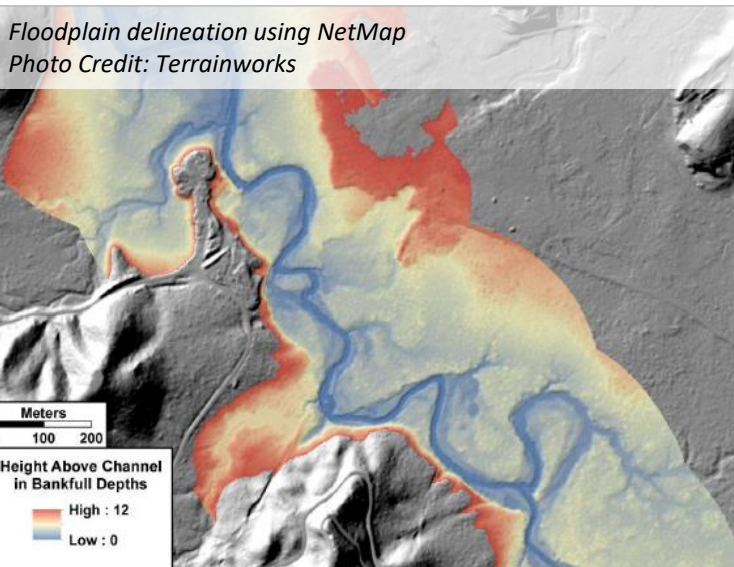 Floodplain delineation using NetMap
Photo Credit: Terrainworks
Meters
100 200
Height Above Channel
in Bankfull Depths
High : 12
Low : 0